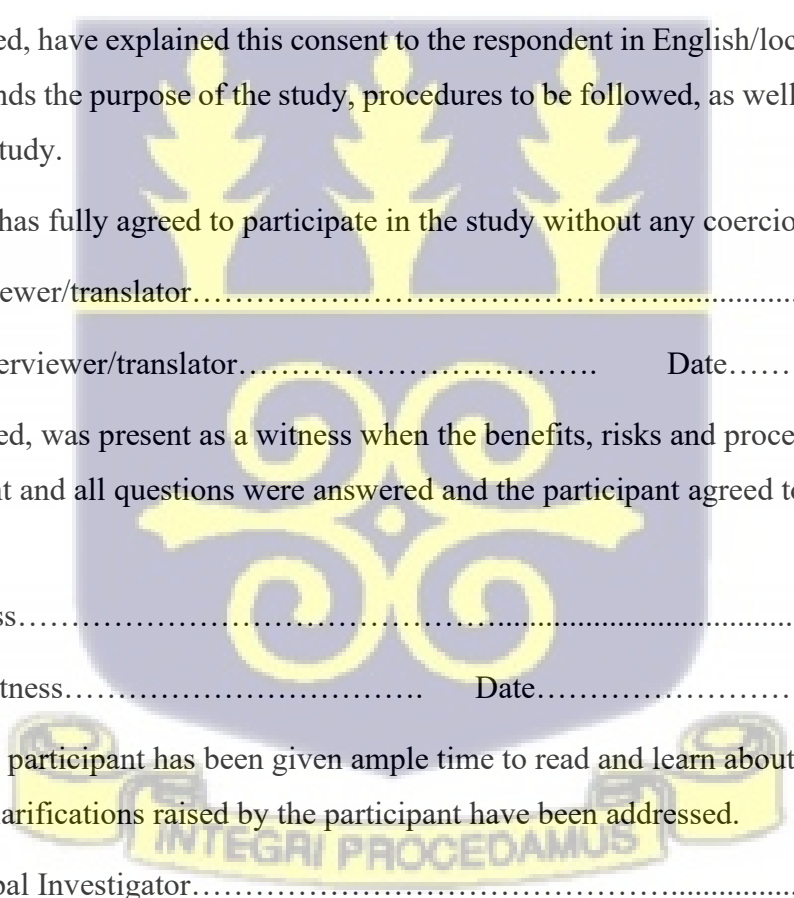 ed, have explained this consent to the respondent in English/loc
nds the purpose of the study, procedures to be followed, as well
tudy.
has fully agreed to participate in the study without any coercio
ewer/translator……………………………………………...............
erviewer/translator…………………………………. Date……
ed, was present as a witness when the benefits, risks and proce
nt and all questions were answered and the participant agreed to
ss……………………………………………......................................
tness…………………………………. Date………………………
participant has been given ample time to read and learn about
larifications raised by the participant have been addressed.
INTEGRI PROCEDAMUS
pal Investigator……………………………………………...............